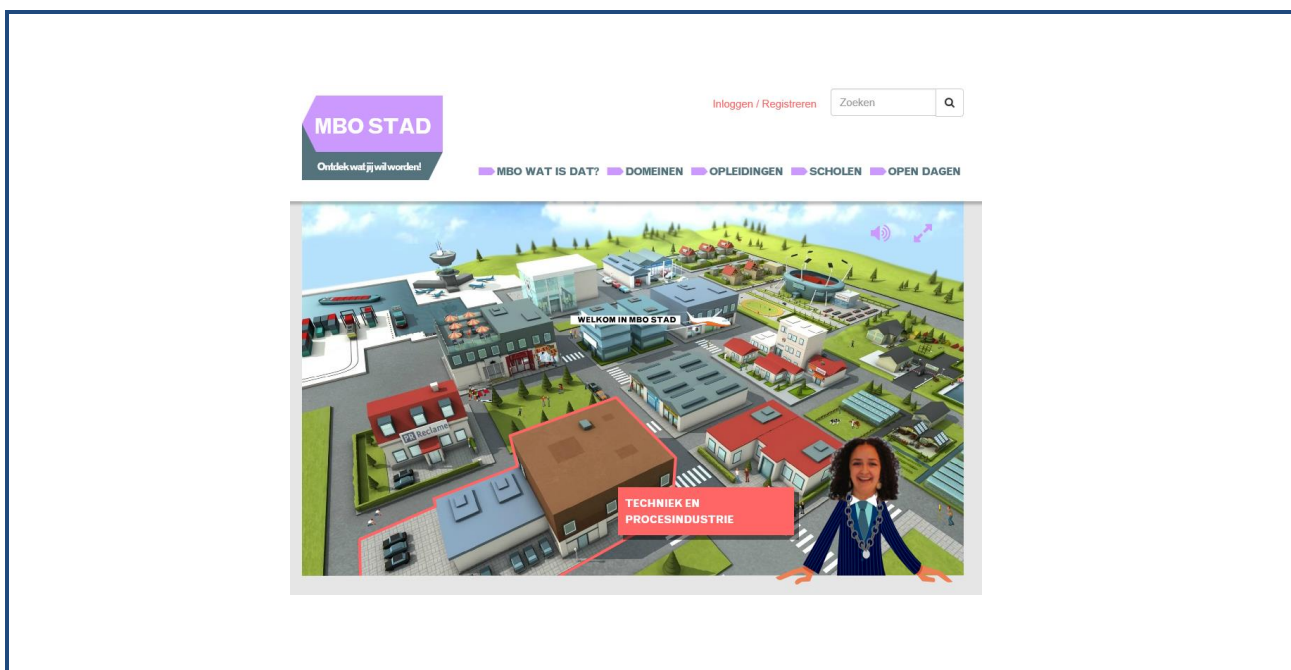 MBO STAD
Ontdek wat jij wil worden!
Inloggen / Registreren
Zoeken
MBO WAT IS DAT? DOMEINEN OPLEIDINGEN SCHOLEN OPEN DAGEN
WELKOM IN MBO STAD
PB Reclame
TECHNIEK EN
PROCESINDUSTRIE